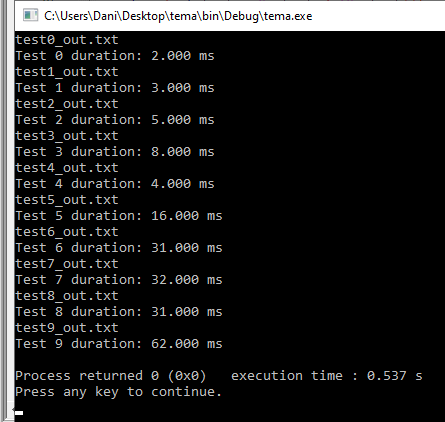 C:\Users\Dani\Desktop\tema\bin\Debug\tema.exe
test0_out.txt
Test 0 duration: 2.000 ms
test1_out.txt
Test 1 duration: 3.000 ms
test2_out.txt
Test 2 duration: 5.000 ms
test3_out.txt
Test 3 duration: 8.000 ms
test4_out.txt
Test 4 duration: 4.000 ms
test5_out.txt
Test 5 duration: 16.000 ms
test6_out.txt
Test 6 duration: 31.000 ms
test7_out.txt
Test 7 duration: 32.000 ms
test8_out.txt
Test 8 duration: 31.000 ms
test9_out.txt
Test 9 duration: 62.000 ms
Process returned 0 (0x0)   execution time : 0.537 s
Press any key to continue.